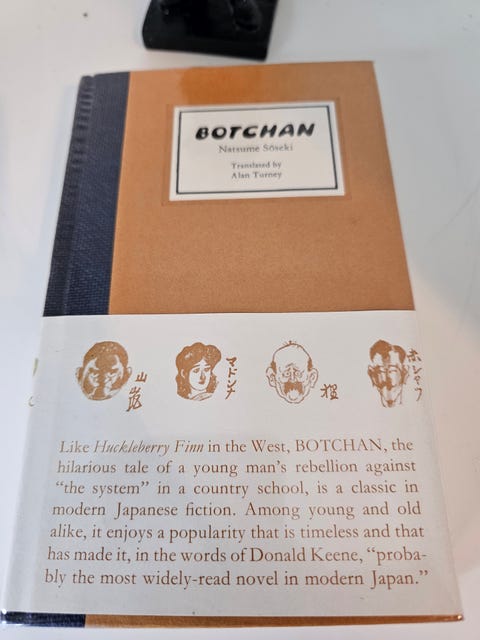 BOTCHAN
Natsume Sōseki
Translated by
Alan Turney
山嵐
マドンナ
狸
赤シャツ
Like Huckleberry Finn in the West, BOTCHAN, the
hilarious tale of a young man's rebellion against
"the system" in a country school, is a classic in
modern Japanese fiction. Among young and old
alike, it enjoys a popularity that is timeless and that
has made it, in the words of Donald Keene, "proba-
bly the most widely-read novel in modern Japan."